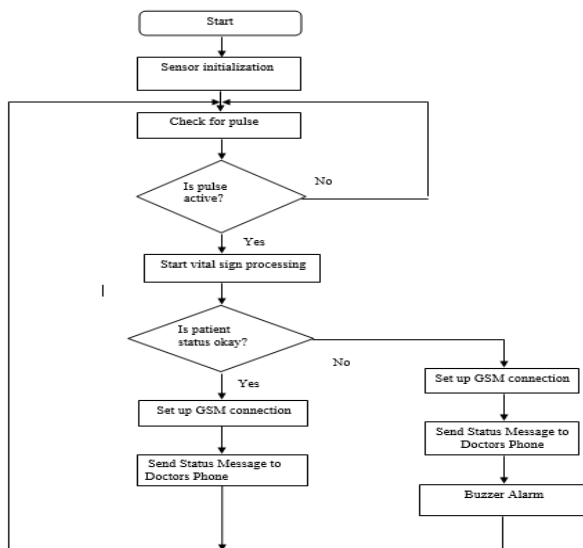 Start
Sensor initialization
Check for pulse
Is pulse
active?
No
Yes
Start vital sign processing
Is patient
status okay?
No
Yes
Set up GSM connection
Send Status Message to
Doctors Phone
Set up GSM connection
Send Status Message to
Doctors Phone
Buzzer Alarm